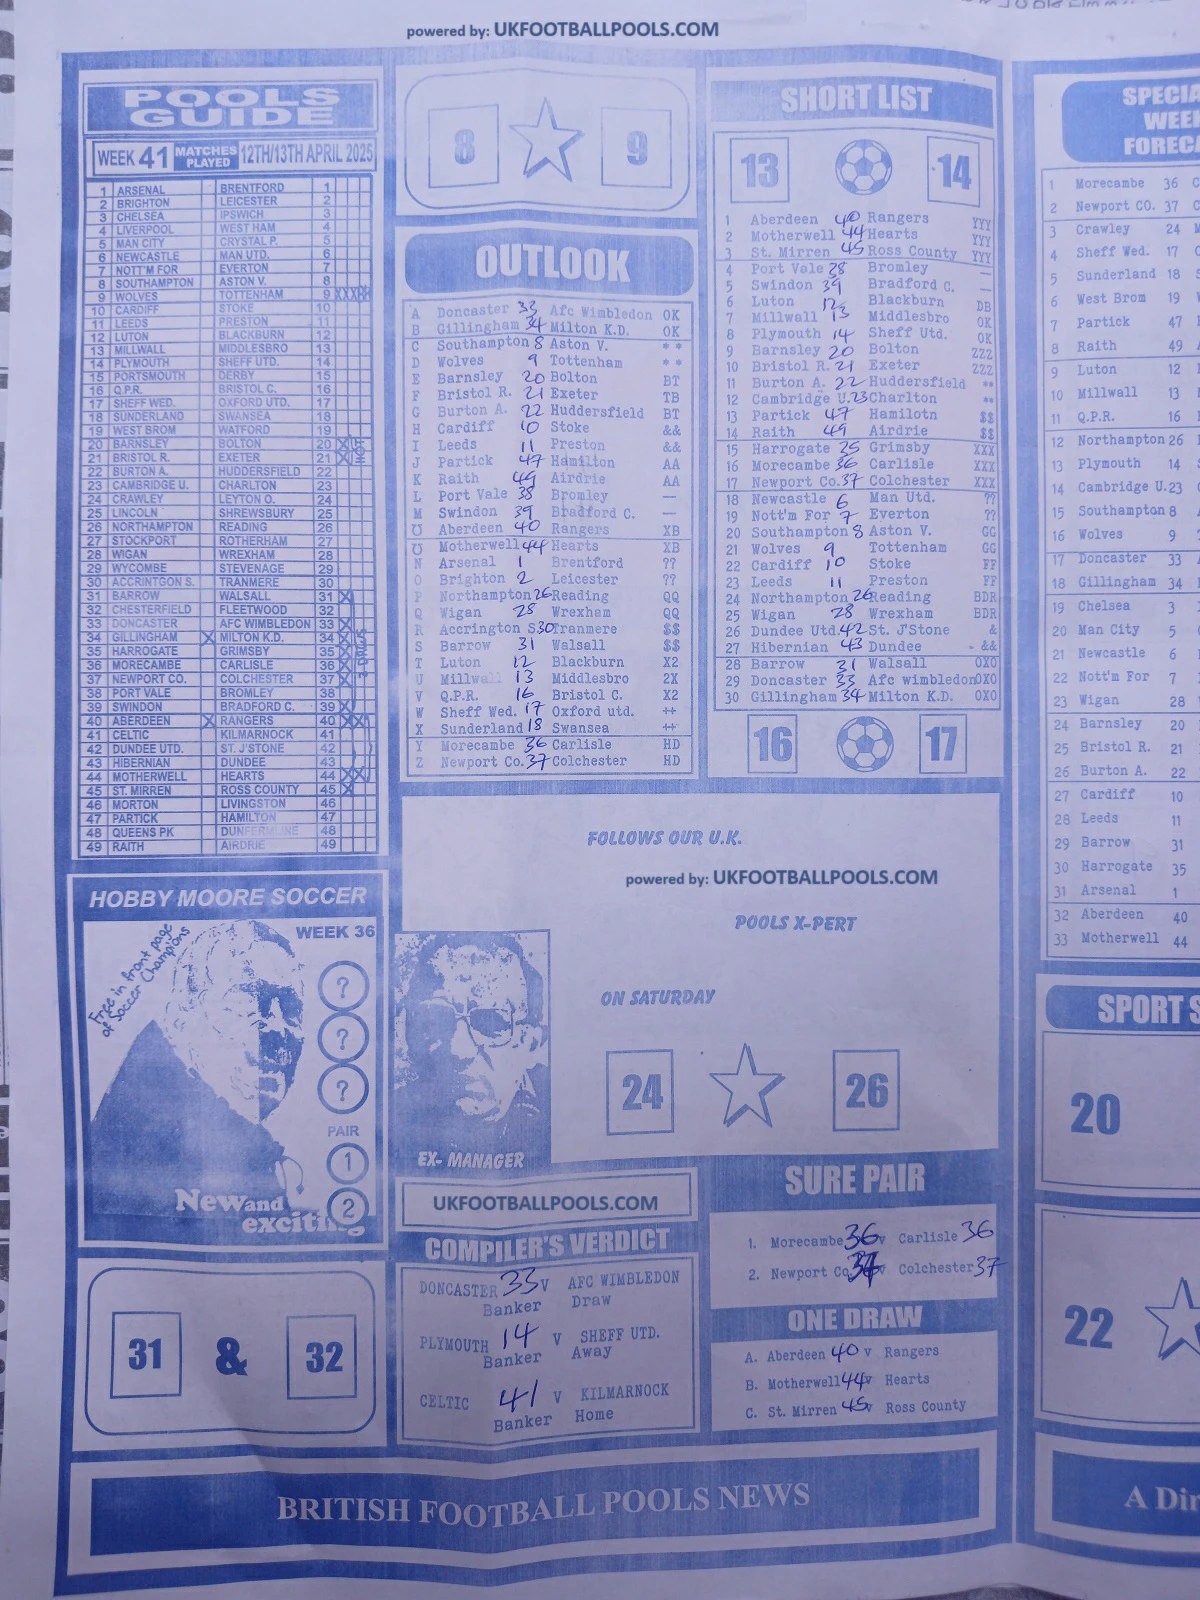 powered by: UKFOOTBALLPOOLS.COM
POOLS
GUIDE
WEEK 41 MATCHES PLAYED 12TH/13TH APRIL 2025
1 ARSENAL BRENTFORD 1
2 BRIGHTON LEICESTER 2
3 CHELSEA IPSWICH 3
4 LIVERPOOL WEST HAM 4
5 MAN CITY CRYSTAL P. 5
6 NEWCASTLE MAN UTD. 6
7 NOTT'M FOR EVERTON 7
8 SOUTHAMPTON ASTON V. 8
9 WOLVES TOTTENHAM 9
10 CARDIFF STOKE 10
11 LEEDS PRESTON 11
12 LUTON BLACKBURN 12
13 MILLWALL MIDDLESBRO 13
14 PLYMOUTH SHEFF UTD. 14
15 PORTSMOUTH DERBY 15
16 Q.P.R. BRISTOL C. 16
17 SHEFF WED. OXFORD UTD. 17
18 SUNDERLAND SWANSEA 18
19 WEST BROM WATFORD 19
20 BARNSLEY BOLTON 20 X
21 BRISTOL R. EXETER 21 X
22 BURTON A. HUDDERSFIELD 22
23 CAMBRIDGE U. CHARLTON 23
24 CRAWLEY LEYTON O. 24
25 LINCOLN SHREWSBURY 25
26 NORTHAMPTON READING 26
27 STOCKPORT ROTHERHAM 27
28 WIGAN WREXHAM 28
29 WYCOMBE STEVENAGE 29
30 ACCRINGTON S. TRANMERE 30
31 BARROW WALSALL 31 X
32 CHESTERFIELD FLEETWOOD 32
33 DONCASTER AFC WIMBLEDON 33 X
34 GILLINGHAM X MILTON K.D. 34 X
35 HARROGATE GRIMSBY 35 X
36 MORECAMBE CARLISLE 36 X
37 NEWPORT CO. COLCHESTER 37 X
38 PORT VALE BROMLEY 38
39 SWINDON BRADFORD C. 39 X
40 ABERDEEN X RANGERS 40 XX
41 CELTIC KILMARNOCK 41
42 DUNDEE UTD. ST. J'STONE 42
43 HIBERNIAN DUNDEE 43
44 MOTHERWELL HEARTS 44 XX
45 ST. MIRREN ROSS COUNTY 45 X
46 MORTON LIVINGSTON 46
47 PARTICK HAMILTON 47
48 QUEENS PK DUNFERMLINE 48
49 RAITH AIRDRIE 49
HOBBY MOORE SOCCER
WEEK 36
Free in front page
of Soccer Champions
?
?
?
PAIR
1
2
New and
exciting
31 & 32
8 9
OUTLOOK
A Doncaster 33 Afc Wimbledon OK
B Gillingham 34 Milton K.D. OK
C Southampton 8 Aston V. **
D Wolves 9 Tottenham **
E Barnsley 20 Bolton BT
F Bristol R. 21 Exeter TB
G Burton A. 22 Huddersfield BT
H Cardiff 10 Stoke &&
I Leeds 11 Preston &&
J Partick 47 Hamilton AA
K Raith 49 Airdrie AA
L Port Vale 38 Bromley —
M Swindon 39 Bradford C. —
Ʊ Aberdeen 40 Rangers XB
Ʊ Motherwell 44 Hearts XB
N Arsenal 1 Brentford ??
O Brighton 2 Leicester ??
P Northampton 26 Reading QQ
Q Wigan 28 Wrexham QQ
R Accrington S 30 Tranmere $$
S Barrow 31 Walsall $$
T Luton 12 Blackburn X2
U Millwall 13 Middlesbro 2X
V Q.P.R. 16 Bristol C. X2
W Sheff Wed. 17 Oxford utd. ++
X Sunderland 18 Swansea ++
Y Morecambe 36 Carlisle HD
Z Newport Co. 37 Colchester HD
SHORT LIST
13 14
1 Aberdeen 40 Rangers YYY
2 Motherwell 44 Hearts YYY
3 St. Mirren 45 Ross County YYY
4 Port Vale 38 Bromley —
5 Swindon 39 Bradford C. —
6 Luton 12 Blackburn DB
7 Millwall 13 Middlesbro OK
8 Plymouth 14 Sheff Utd. OK
9 Barnsley 20 Bolton ZZZ
10 Bristol R. 21 Exeter ZZZ
11 Burton A. 22 Huddersfield **
12 Cambridge U. 23 Charlton **
13 Partick 47 Hamilotn $$
14 Raith 49 Airdrie $$
15 Harrogate 35 Grimsby XXX
16 Morecambe 36 Carlisle XXX
17 Newport Co. 37 Colchester XXX
18 Newcastle 6 Man Utd. ??
19 Nott'm For 7 Everton ??
20 Southampton 8 Aston V. GG
21 Wolves 9 Tottenham GG
22 Cardiff 10 Stoke FF
23 Leeds 11 Preston FF
24 Northampton 26 Reading BDR
25 Wigan 28 Wrexham BDR
26 Dundee Utd. 42 St. J'Stone &
27 Hibernian 43 Dundee - &&
28 Barrow 31 Walsall OXO
29 Doncaster 33 Afc wimbledon OXO
30 Gillingham 34 Milton K.D. OXO
16 17
FOLLOWS OUR U.K.
powered by: UKFOOTBALLPOOLS.COM
POOLS X-PERT
ON SATURDAY
24 26
EX- MANAGER
UKFOOTBALLPOOLS.COM
COMPILER'S VERDICT
DONCASTER 33 V AFC WIMBLEDON
Banker Draw
PLYMOUTH 14 V SHEFF UTD.
Banker Away
CELTIC 41 V KILMARNOCK
Banker Home
SURE PAIR
1. Morecambe 36 v Carlisle 36
2. Newport Co. 37 v Colchester 37
ONE DRAW
A. Aberdeen 40 v Rangers
B. Motherwell 44 v Hearts
C. St. Mirren 45 v Ross County
BRITISH FOOTBALL POOLS NEWS
SPECIA
WEE
FORECA
1 Morecambe 36 C
2 Newport CO. 37 C
3 Crawley 24
4 Sheff Wed. 17
5 Sunderland 18
6 West Brom 19
7 Partick 47
8 Raith 49
9 Luton 12
10 Millwall 13
11 Q.P.R. 16
12 Northampton 26
13 Plymouth 14
14 Cambridge U. 23
15 Southampton 8
16 Wolves 9
17 Doncaster 33
18 Gillingham 34
19 Chelsea 3
20 Man City 5
21 Newcastle 6
22 Nott'm For 7
23 Wigan 28
24 Barnsley 20
25 Bristol R. 21
26 Burton A. 22
27 Cardiff 10
28 Leeds 11
29 Barrow 31
30 Harrogate 35
31 Arsenal 1
32 Aberdeen 40
33 Motherwell 44
SPORT S
20
22
A Dir